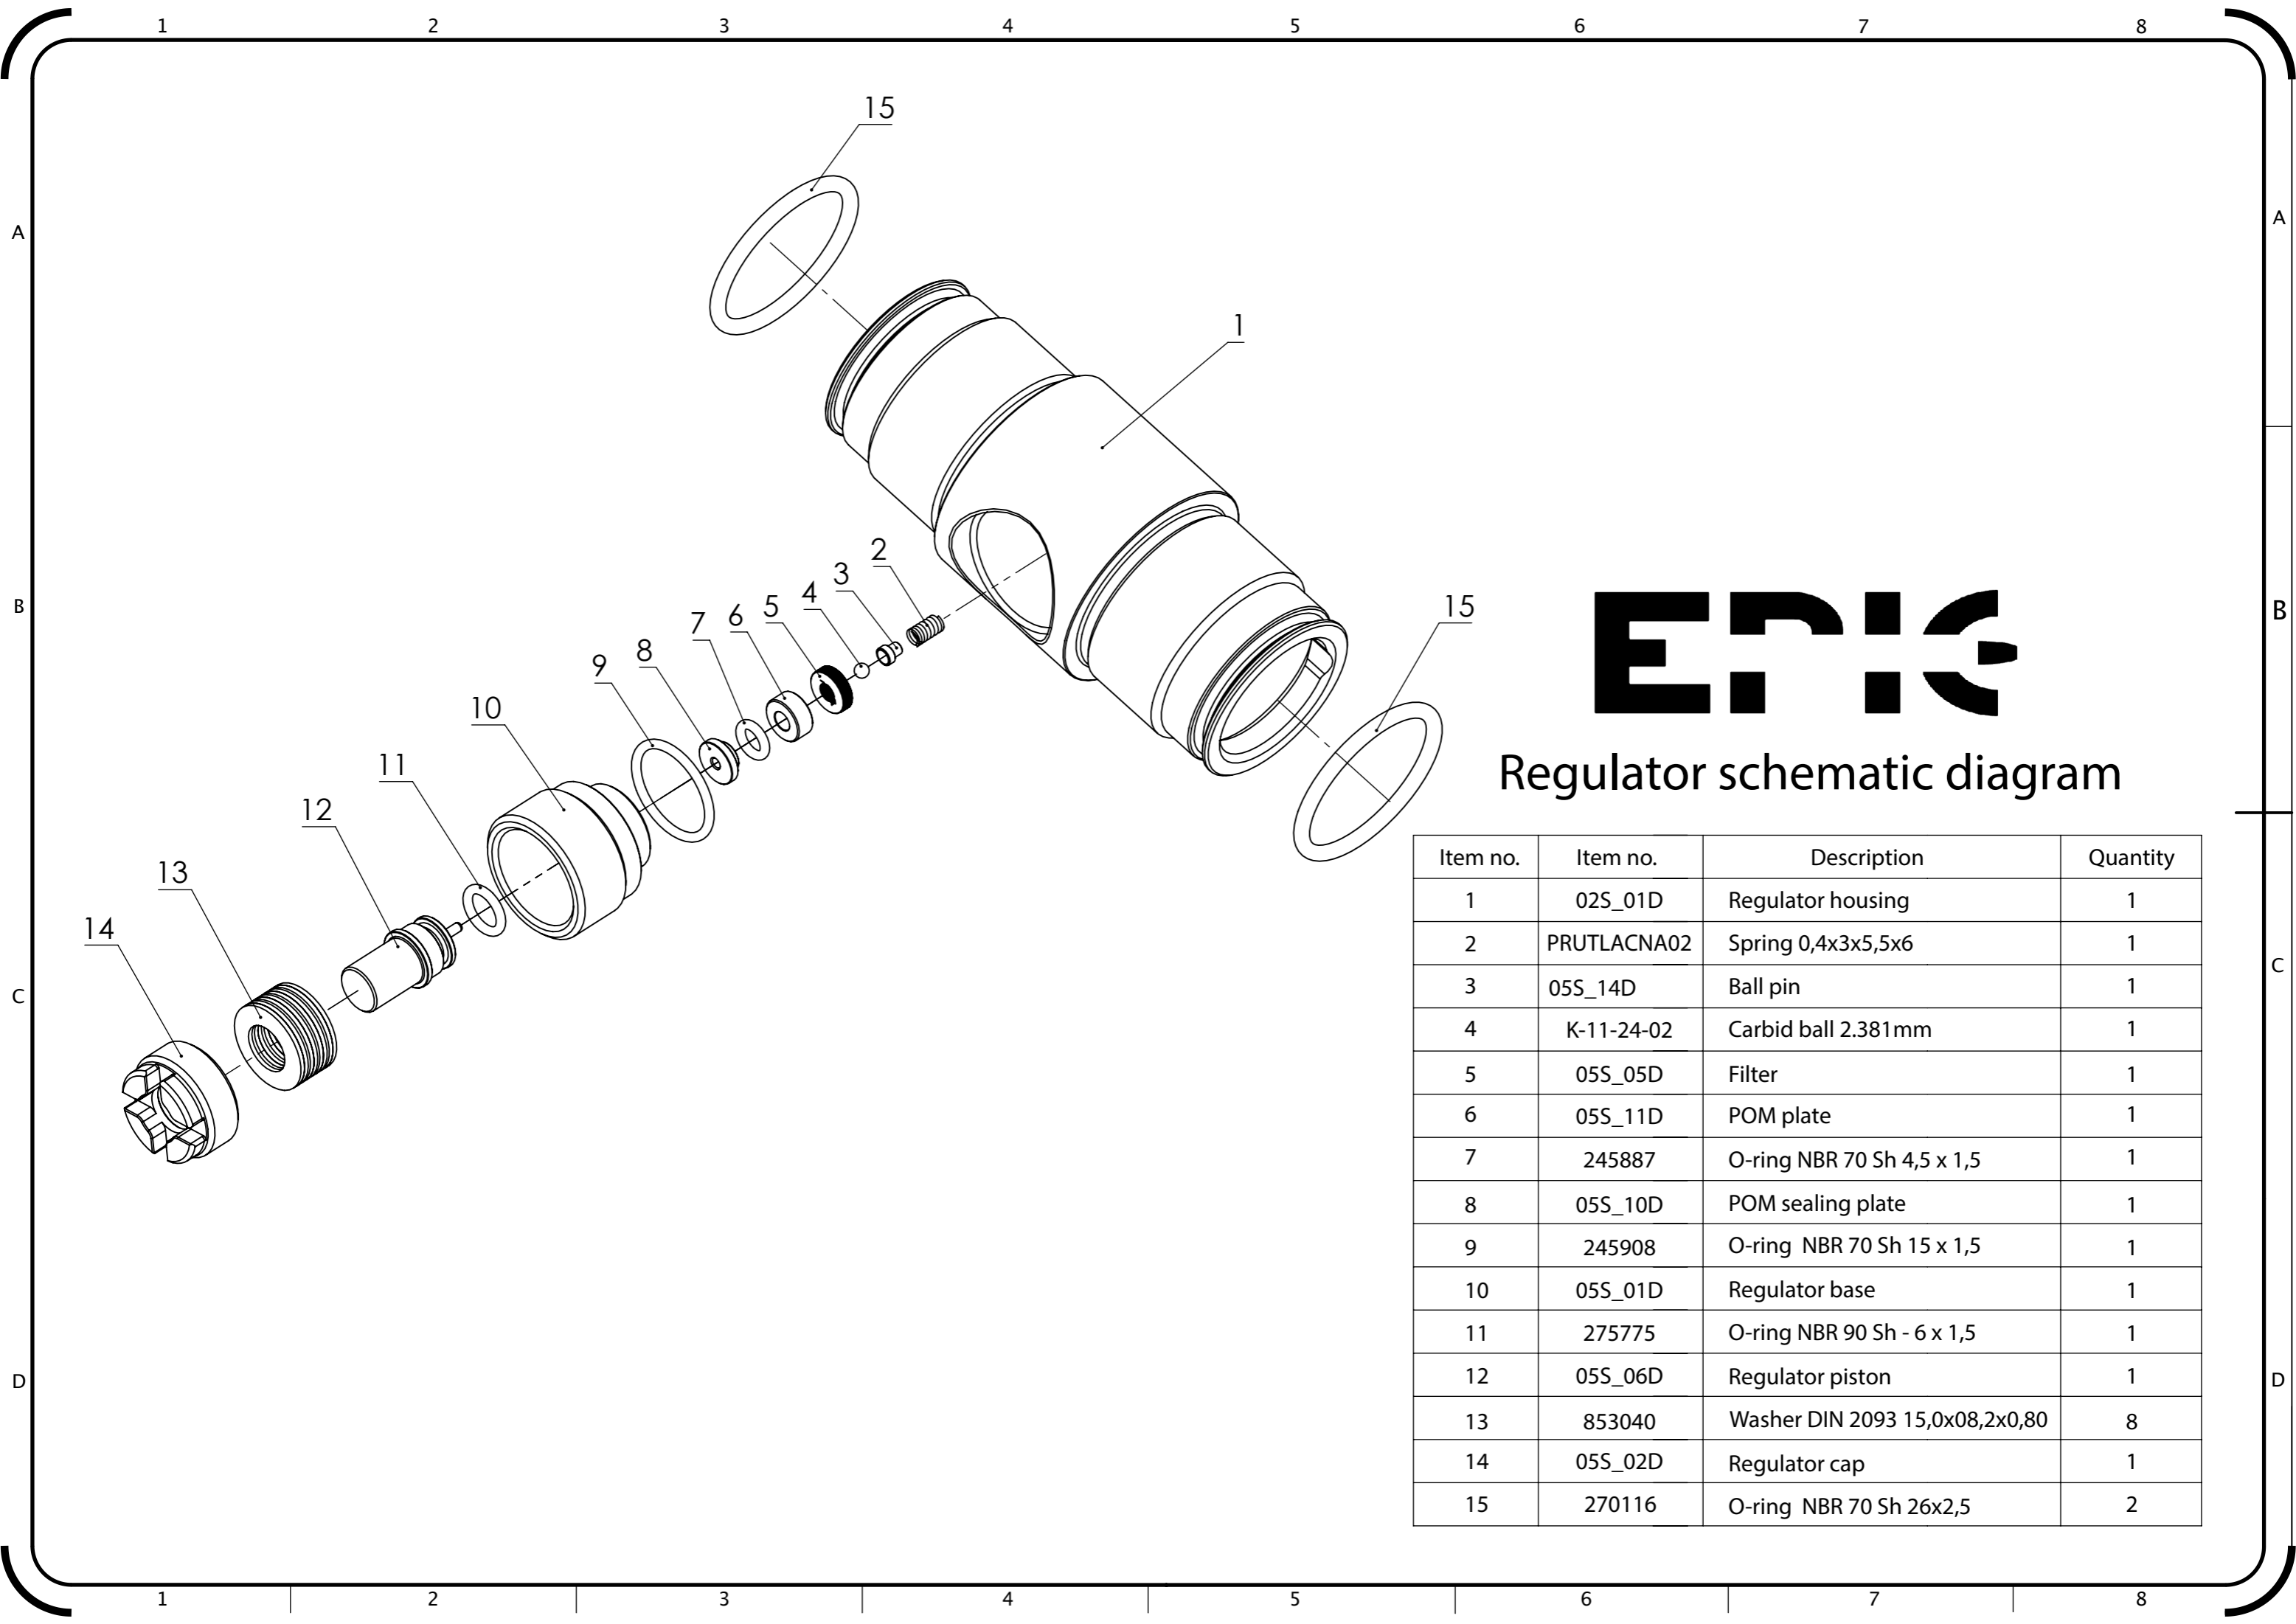 1 2 3 4 5 6 7 8
15
A A
1
2
3
4
5
6
7
8
9
10
11
12
13
14
15
B B
EPIC
Regulator schematic diagram
Item no. Item no. Description Quantity
1 02S_01D Regulator housing 1
2 PRUTLACNA02 Spring 0,4x3x5,5x6 1
3 05S_14D Ball pin 1
4 K-11-24-02 Carbid ball 2.381mm 1
5 05S_05D Filter 1
6 05S_11D POM plate 1
7 245887 O-ring NBR 70 Sh 4,5 x 1,5 1
8 05S_10D POM sealing plate 1
9 245908 O-ring NBR 70 Sh 15 x 1,5 1
10 05S_01D Regulator base 1
11 275775 O-ring NBR 90 Sh - 6 x 1,5 1
12 05S_06D Regulator piston 1
13 853040 Washer DIN 2093 15,0x08,2x0,80 8
14 05S_02D Regulator cap 1
15 270116 O-ring NBR 70 Sh 26x2,5 2
C C
D D
1 2 3 4 5 6 7 8